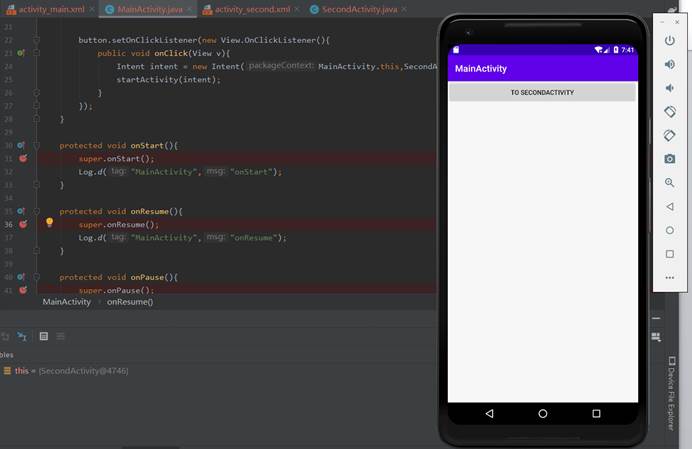 activity_main.xml MainActivity.java activity_second.xml SecondActivity.java
21
22 button.setOnClickListener(new View.OnClickListener(){
23 public void onClick(View v){
24 Intent intent = new Intent( packageContext: MainActivity.this,SecondA
25 startActivity(intent);
26 }
27 });
28 }
29
30 protected void onStart(){
31 super.onStart();
32 Log.d( tag: "MainActivity", msg: "onStart");
33 }
34
35 protected void onResume(){
36 super.onResume();
37 Log.d( tag: "MainActivity", msg: "onResume");
38 }
39
40 protected void onPause(){
41 super.onPause();
MainActivity › onResume()
bles
this = {SecondActivity@4746}
7:41
MainActivity
TO SECONDACTIVITY
Device File Explorer